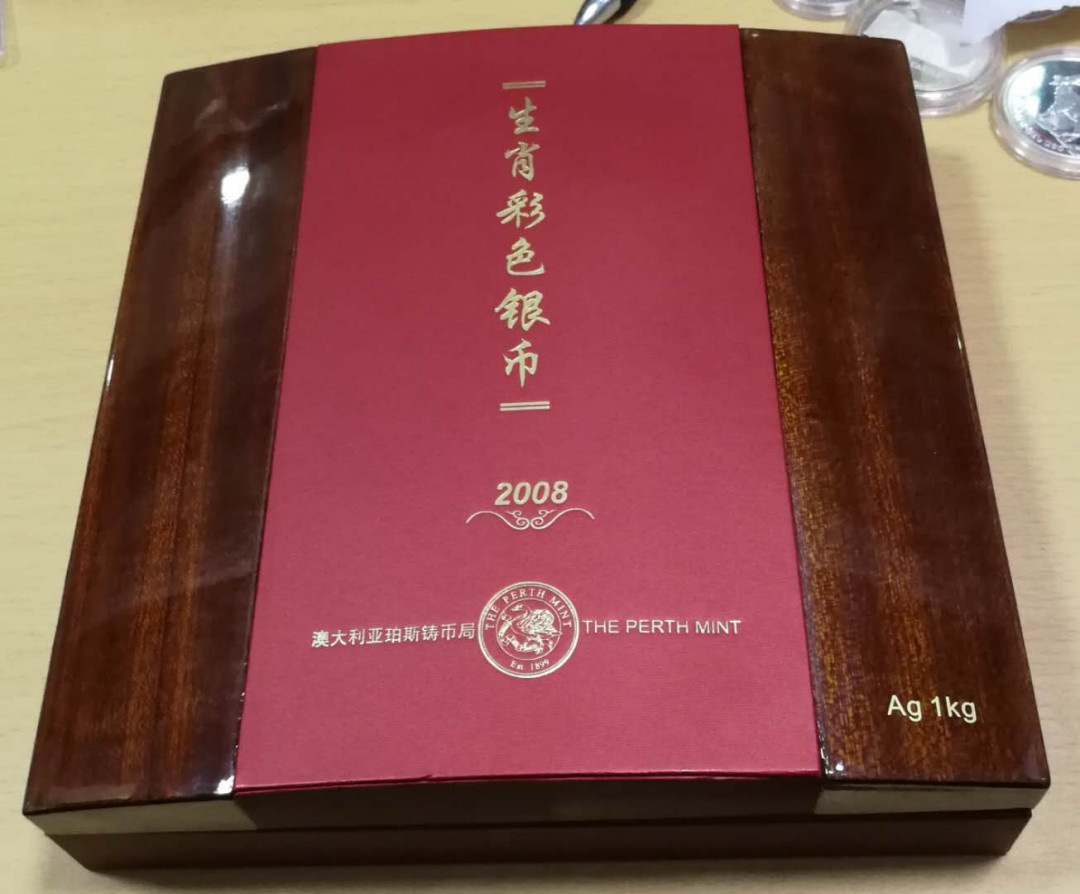 生肖彩色银币
2008
澳大利亚珀斯铸币局
THE PERTH MINT
Est 1899
THE PERTH MINT
Ag 1kg